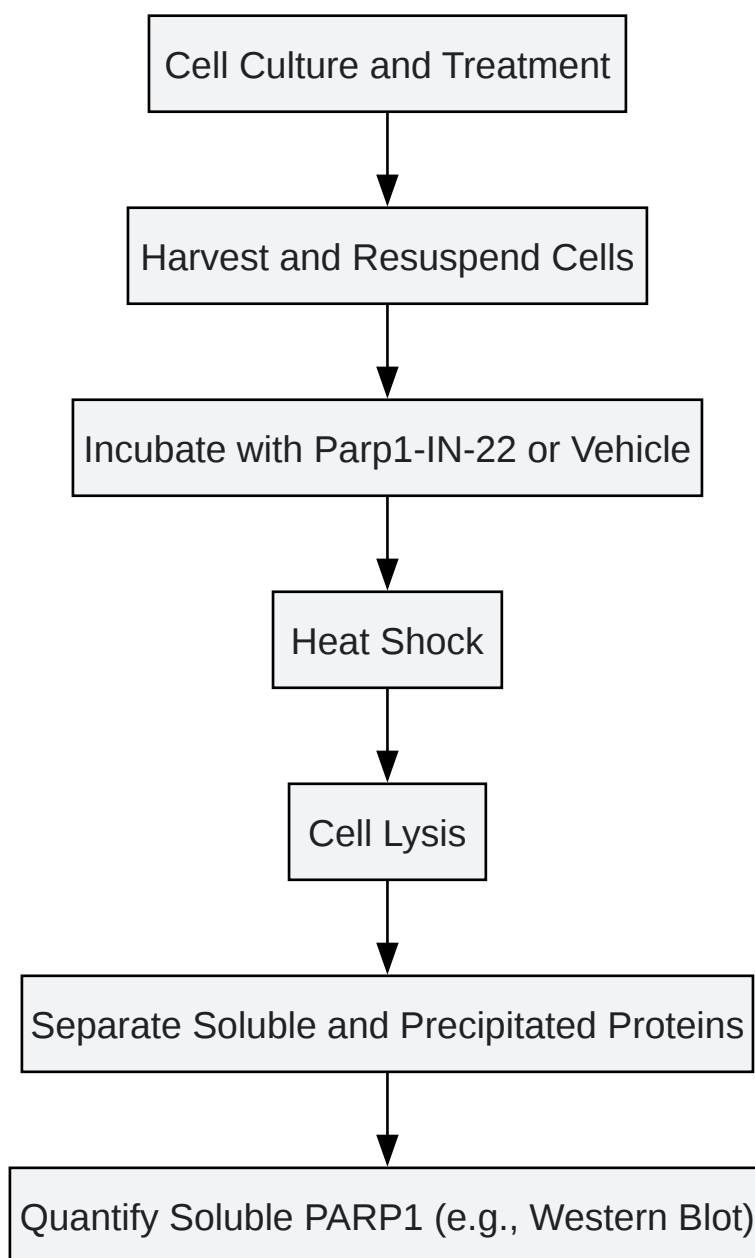 Cell Culture and Treatment
Harvest and Resuspend Cells
Incubate with Parp1-IN-22 or Vehicle
Heat Shock
Cell Lysis
Separate Soluble and Precipitated Proteins
Quantify Soluble PARP1 (e.g., Western Blot)